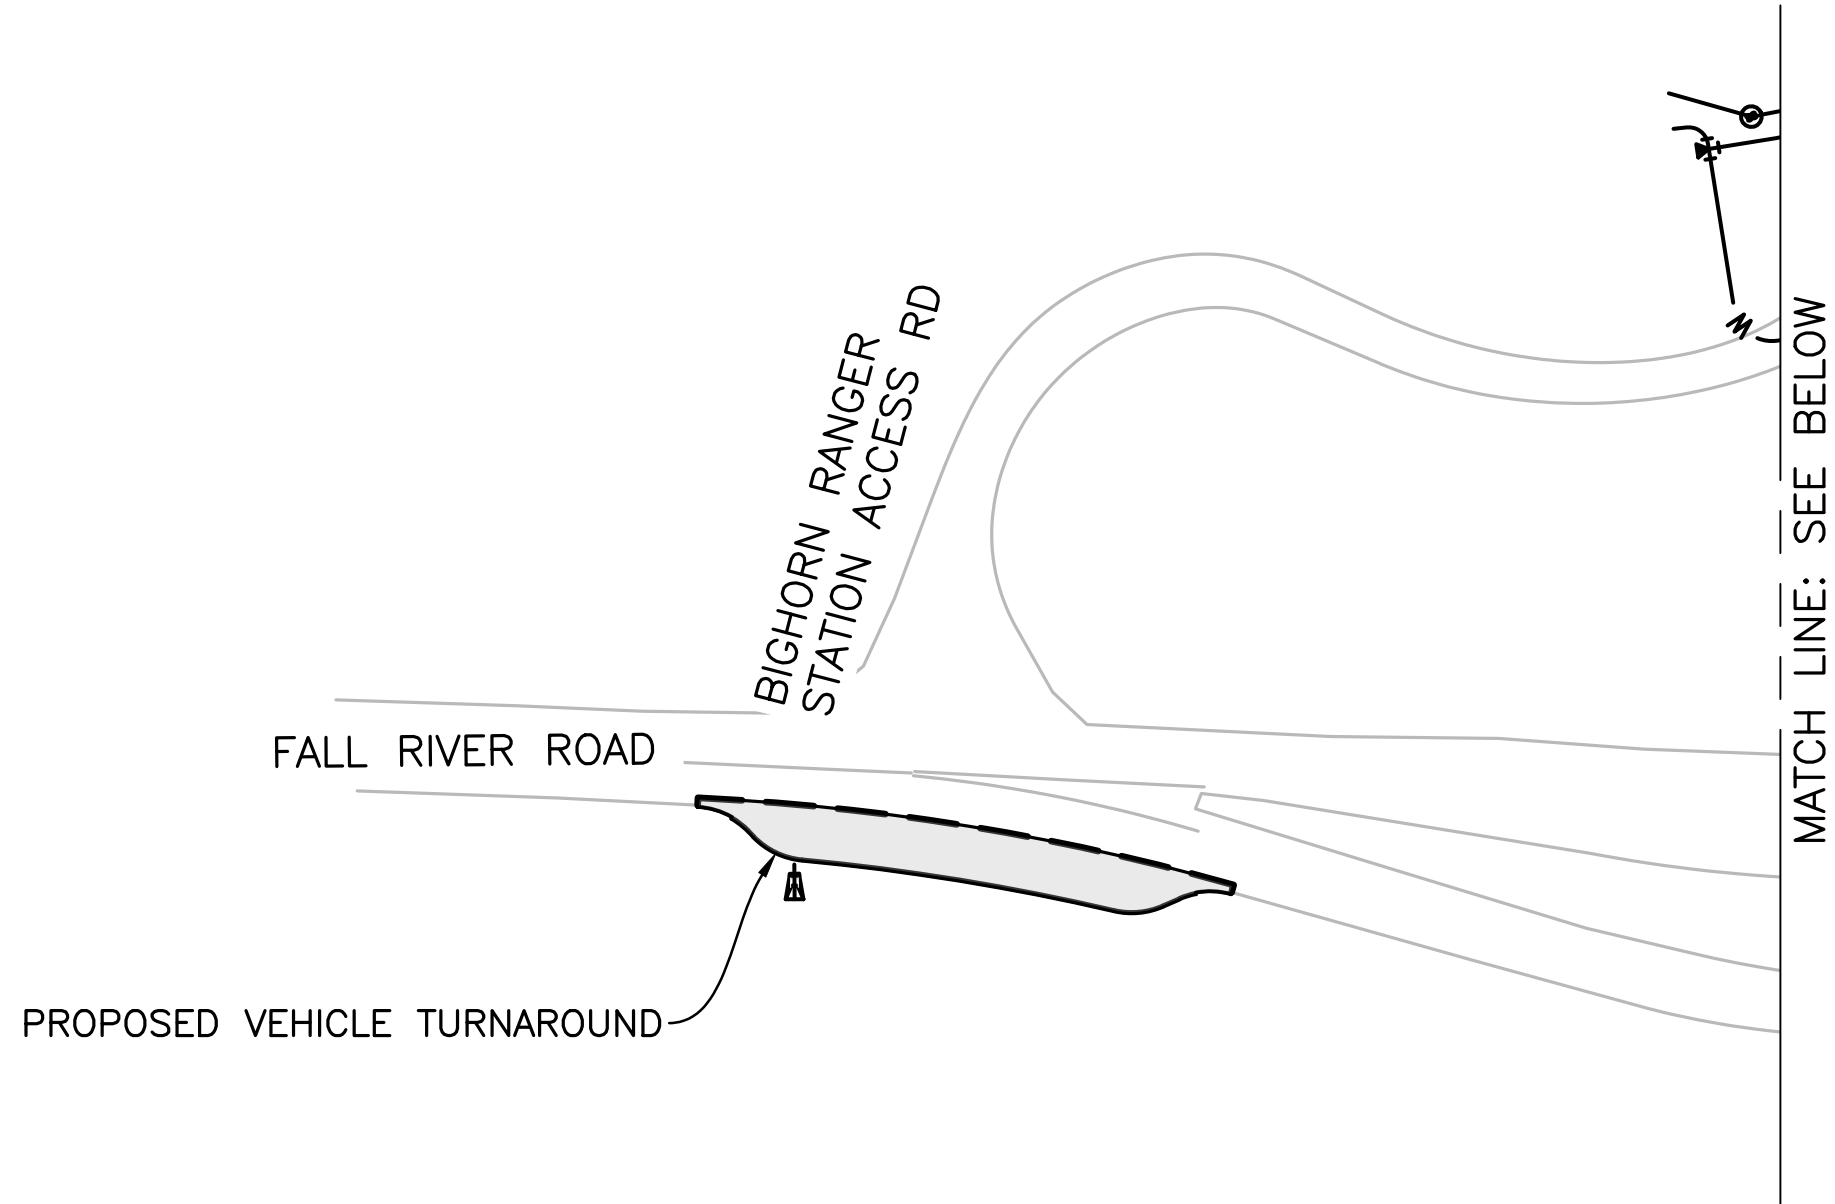 BIGHORN RANGER
STATION ACCESS RD
FALL RIVER ROAD
PROPOSED VEHICLE TURNAROUND
M
MATCH LINE: SEE BELOW